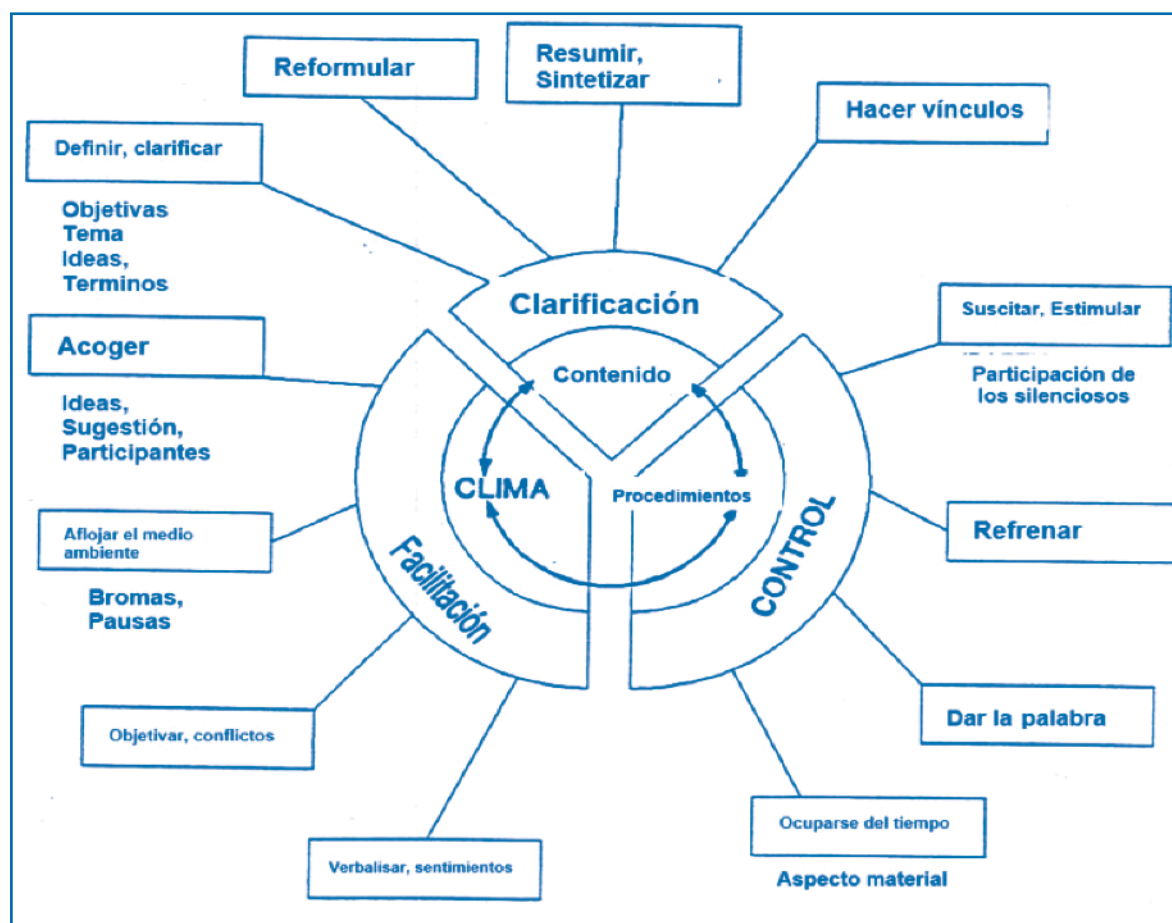 Reformular
Resumir,
Sintetizar
Hacer vínculos
Definir, clarificar
Objetivas
Tema
Ideas,
Terminos
Acoger
Ideas,
Sugestión,
Participantes
Aflojar el medio
ambiente
Bromas,
Pausas
Objetivar, conflictos
Verbalisar, sentimientos
Clarificación
Contenido
CLIMA
Procedimientos
Facilitación
CONTROL
Suscitar, Estimular
Participación de
los silenciosos
Refrenar
Dar la palabra
Ocuparse del tiempo
Aspecto material